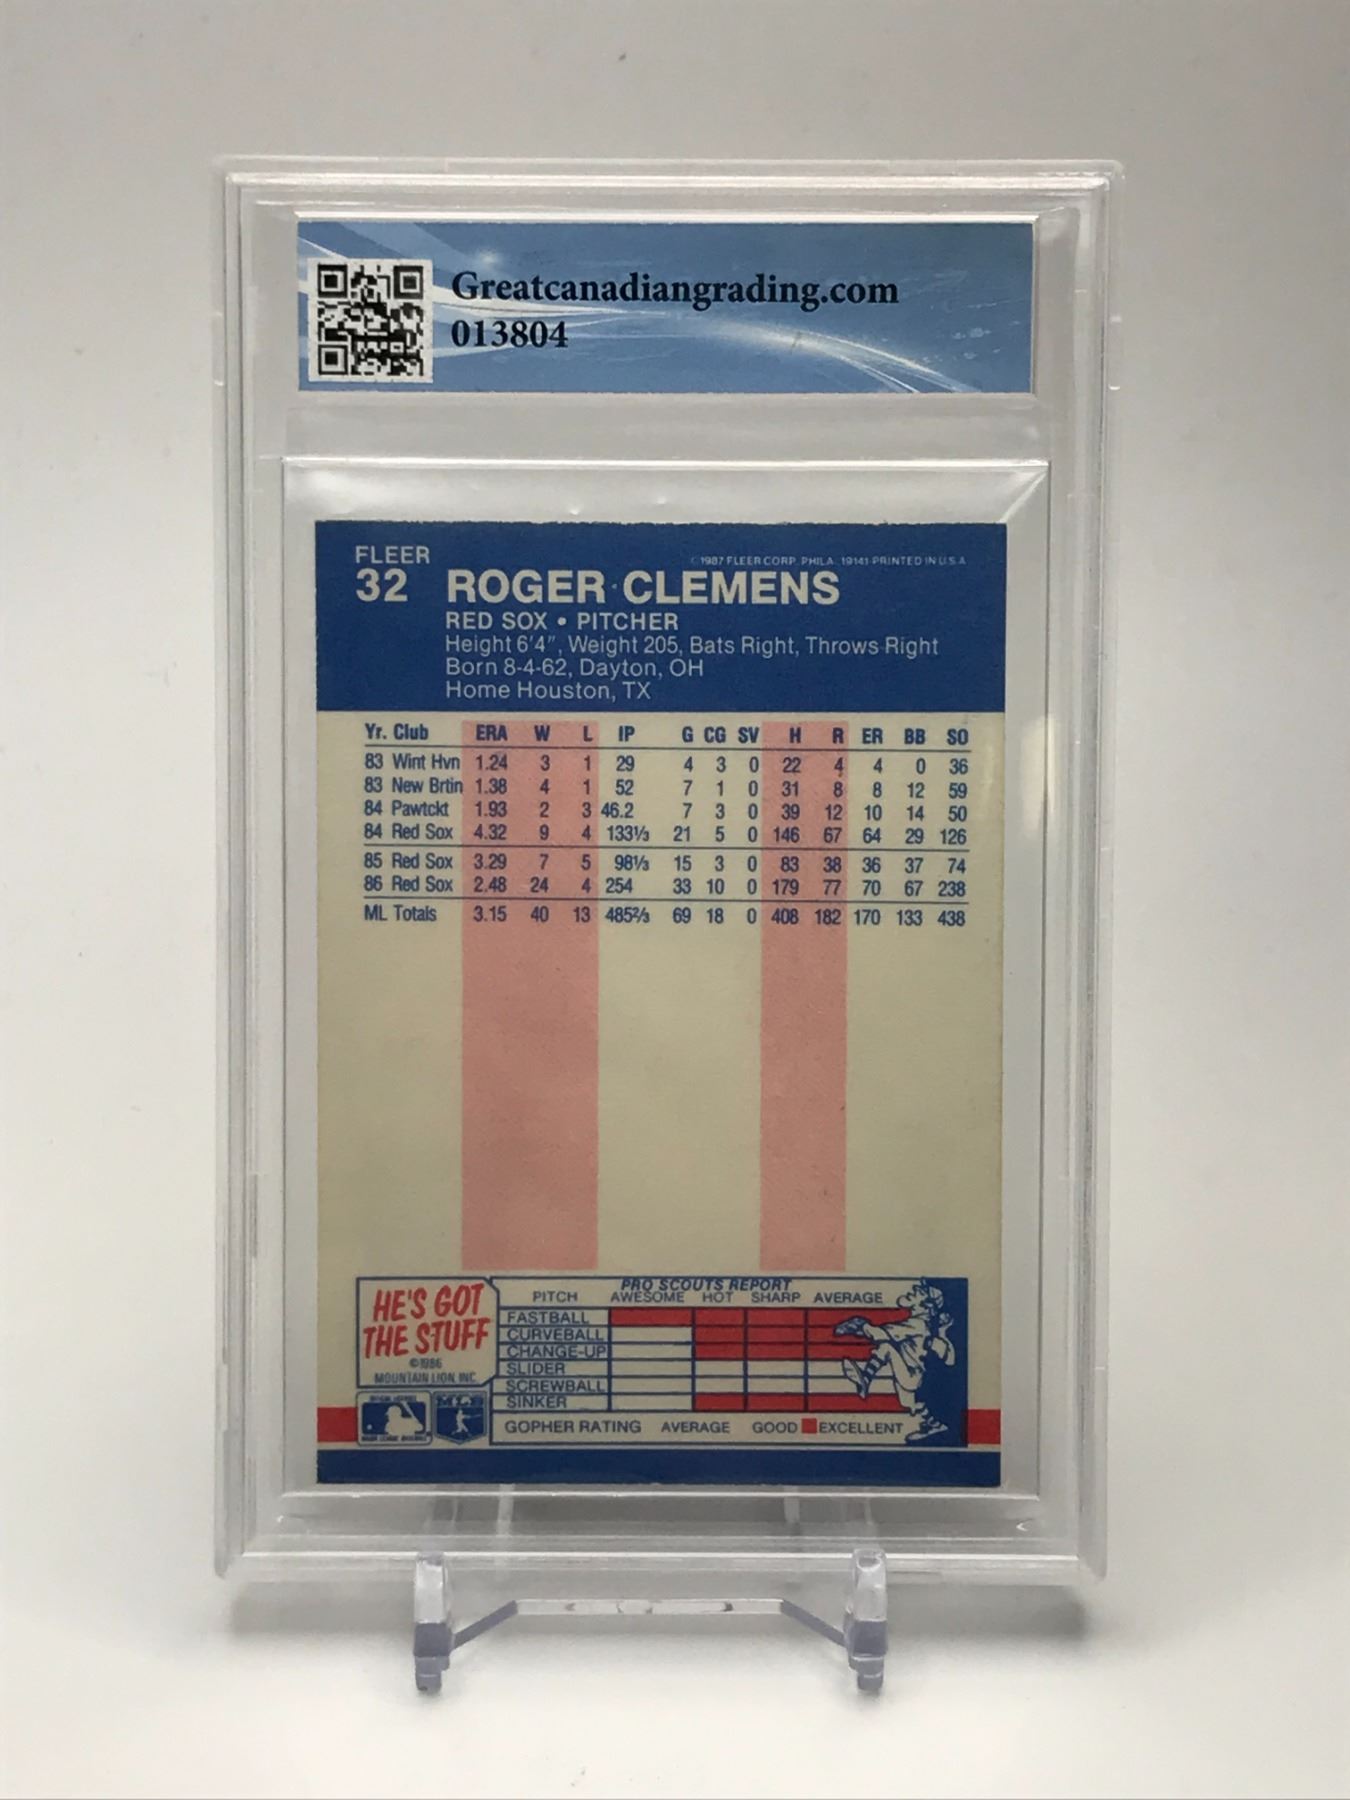 Greatcanadiangrading.com
013804
FLEER
32
©1987 FLEER CORP. PHILA. 19141 PRINTED IN U.S.A
ROGER CLEMENS
RED SOX • PITCHER
Height 6'4", Weight 205, Bats Right, Throws Right
Born 8-4-62, Dayton, OH
Home Houston, TX
Yr. Club ERA W L IP G CG SV H R ER BB SO
83 Wint Hvn 1.24 3 1 29 4 3 0 22 4 4 0 36
83 New Brtin 1.38 4 1 52 7 1 0 31 8 8 12 59
84 Pawtckt 1.93 2 3 46.2 7 3 0 39 12 10 14 50
84 Red Sox 4.32 9 4 133⅓ 21 5 0 146 67 64 29 126
85 Red Sox 3.29 7 5 98⅓ 15 3 0 83 38 36 37 74
86 Red Sox 2.48 24 4 254 33 10 0 179 77 70 67 238
ML Totals 3.15 40 13 485⅔ 69 18 0 408 182 170 133 438
HE'S GOT
THE STUFF
©1986
MOUNTAIN LION, INC.
PRO SCOUTS REPORT
PITCH AWESOME HOT SHARP AVERAGE
FASTBALL
CURVEBALL
CHANGE-UP
SLIDER
SCREWBALL
SINKER
GOPHER RATING AVERAGE GOOD EXCELLENT